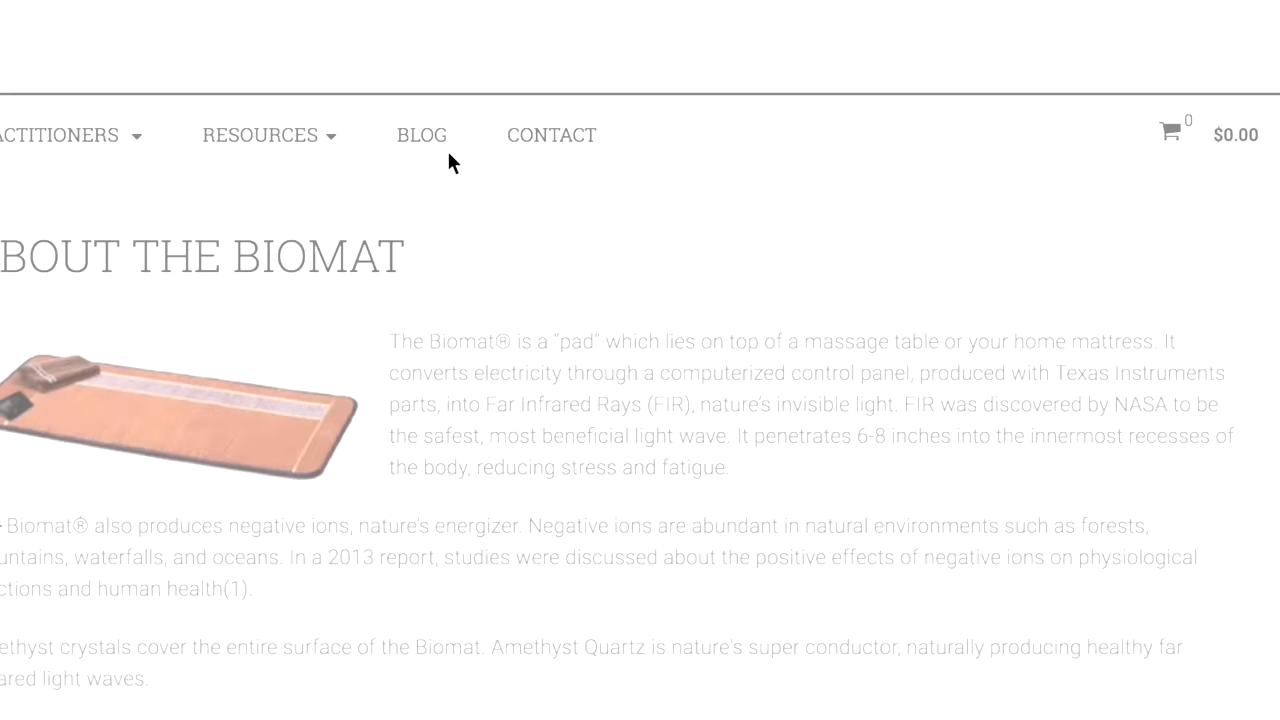 ACTITIONERS RESOURCES BLOG CONTACT 0 $0.00
BOUT THE BIOMAT
The Biomat® is a “pad” which lies on top of a massage table or your home mattress. It
converts electricity through a computerized control panel, produced with Texas Instruments
parts, into Far Infrared Rays (FIR), nature’s invisible light. FIR was discovered by NASA to be
the safest, most beneficial light wave. It penetrates 6-8 inches into the innermost recesses of
the body, reducing stress and fatigue.
Biomat® also produces negative ions, nature’s energizer. Negative ions are abundant in natural environments such as forests,
untains, waterfalls, and oceans. In a 2013 report, studies were discussed about the positive effects of negative ions on physiological
ctions and human health(1).
ethyst crystals cover the entire surface of the Biomat. Amethyst Quartz is nature’s super conductor, naturally producing healthy far
ared light waves.